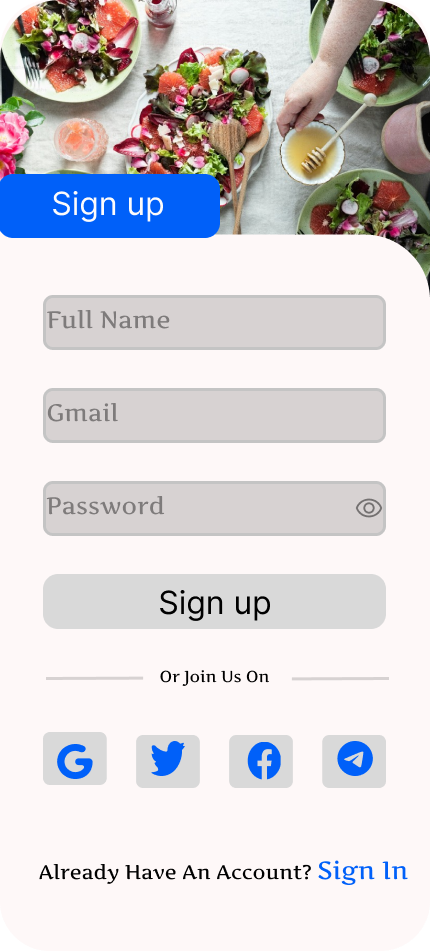 Sign up
Full Name
Gmail
Password
Sign up
Or Join Us On
Already Have An Account? Sign In